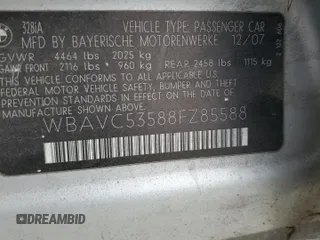 328iA VEHICLE TYPE PASSENGER CAR
MFD. BY BAYERISCHE MOTORENWERKE 12/07
GVWR 4464 lbs 2025 kg
GAWR FRONT 2116 lbs 960 kg REAR 2458 lbs 1115 kg
THIS VEHICLE CONFORMS TO ALL APPLICABLE
FEDERAL MOTOR VEHICLE SAFETY, BUMPER AND
THEFT PREVENTION STANDARDS IN EFFECT ON THE DATE
OF MANUFACTURE SHOWN ABOVE
WBAVC53588FZ85588
DREAMBID